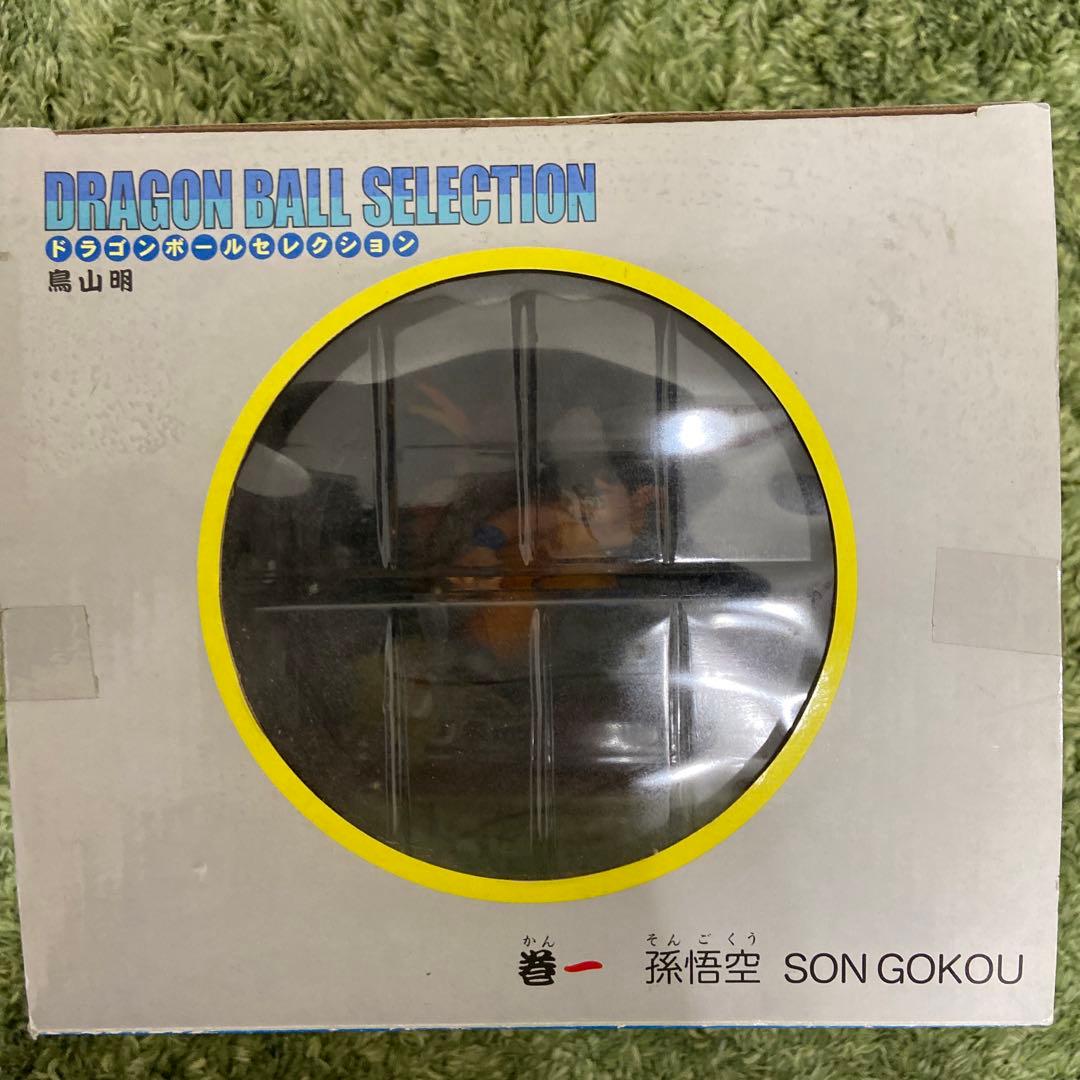 DRAGON BALL SELECTION
ドラゴンボールセレクション
鳥山明
かん そんごくう
巻一 孫悟空 SON GOKOU